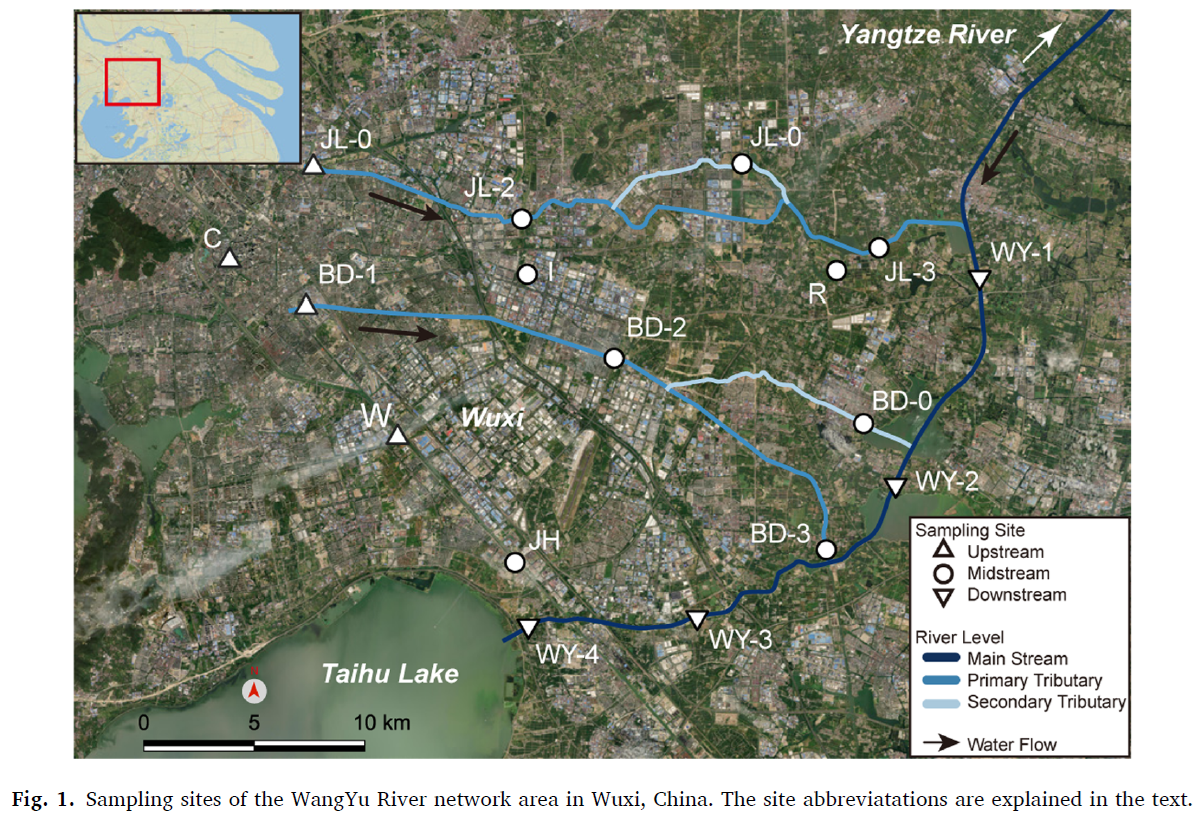 Yangtze River
JL-0
JL-0
JL-2
C
I
WY-1
JL-3
R
BD-1
BD-2
BD-0
W
Wuxi
WY-2
BD-3
JH
WY-3
WY-4
Taihu Lake
N
0 5 10 km
Sampling Site
Upstream
Midstream
Downstream
River Level
Main Stream
Primary Tributary
Secondary Tributary
Water Flow
Fig. 1. Sampling sites of the WangYu River network area in Wuxi, China. The site abbreviatations are explained in the text.